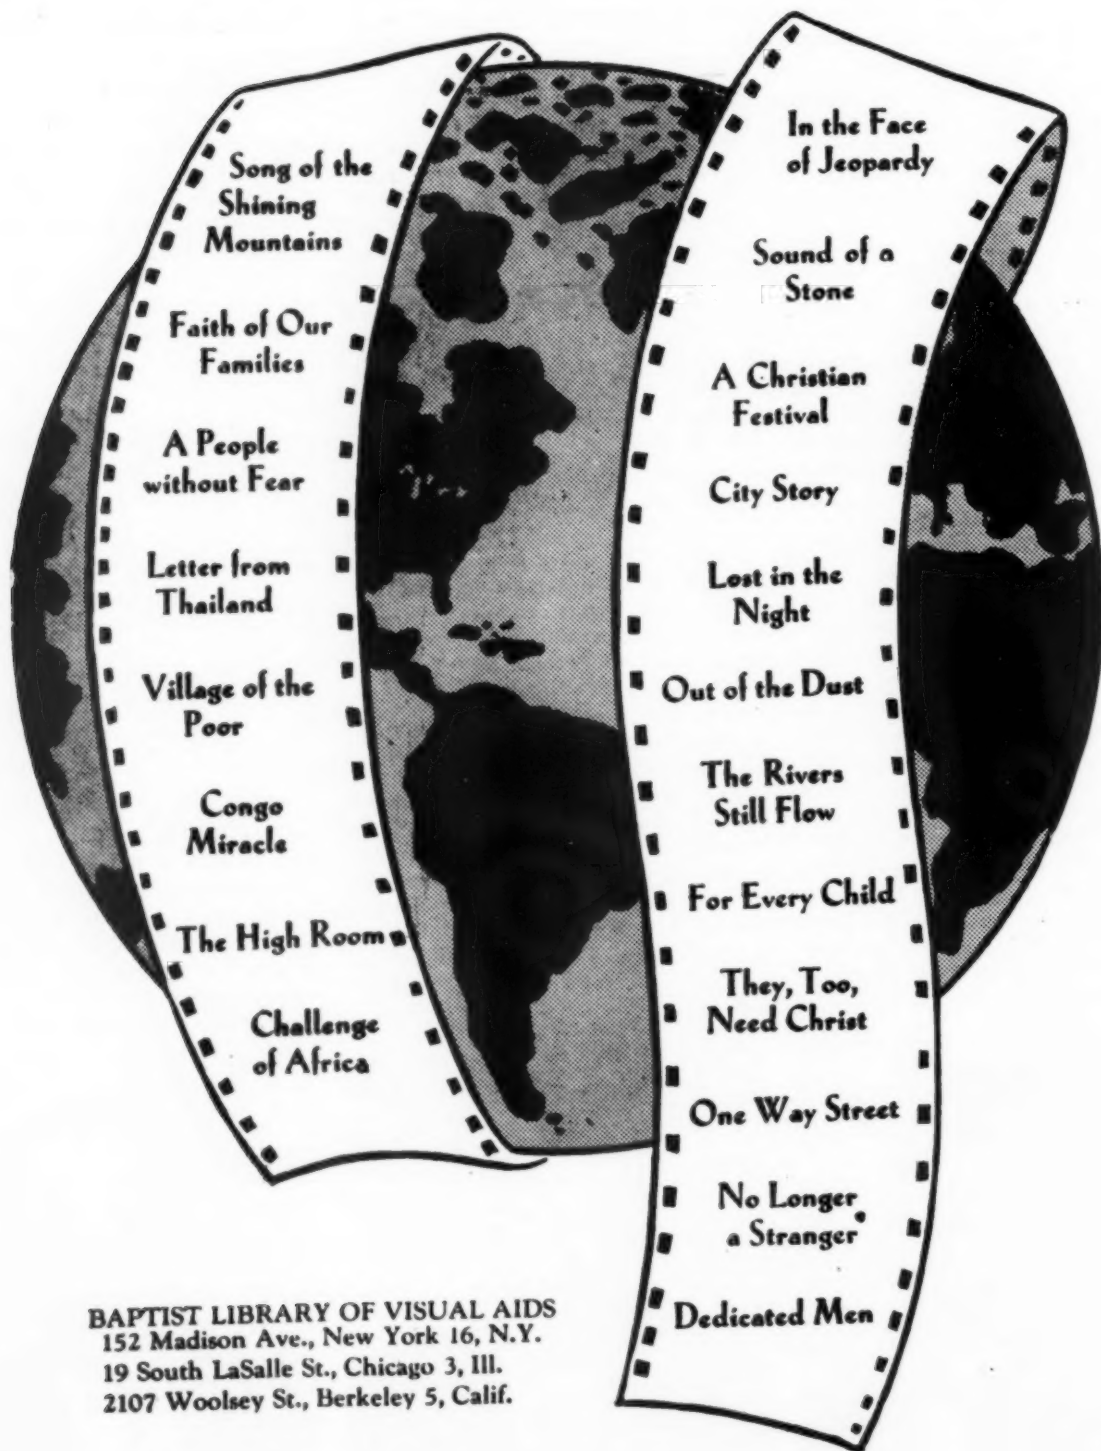 Song of the
Shining
Mountains
Faith of Our
Families
A People
without Fear
Letter from
Thailand
Village of the
Poor
Congo
Miracle
The High Room
Challenge
of Africa
In the Face
of Jeopardy
Sound of a
Stone
A Christian
Festival
City Story
Lost in the
Night
Out of the Dust
The Rivers
Still Flow
For Every Child
They, Too,
Need Christ
One Way Street
No Longer
a Stranger
Dedicated Men
BAPTIST LIBRARY OF VISUAL AIDS
152 Madison Ave., New York 16, N.Y.
19 South LaSalle St., Chicago 3, Ill.
2107 Woolsey St., Berkeley 5, Calif.